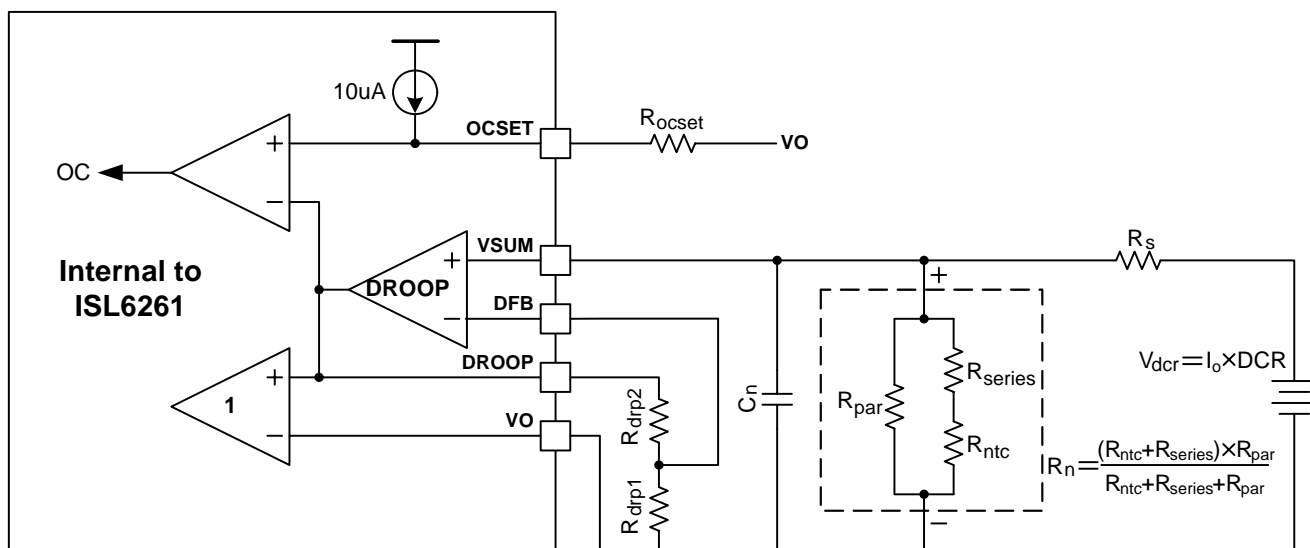 10uA
OCSET
Rocset
VO
+
−
OC
Internal to
ISL6261
VSUM
+
DROOP
DFB
−
DROOP
+
1
VO
−
Rdrp2
Rdrp1
Cn
+
Rpar
Rseries
Rntc
−
Rs
Vdcr=Io×DCR
Rn=(Rntc+Rseries)×Rpar
Rntc+Rseries+Rpar